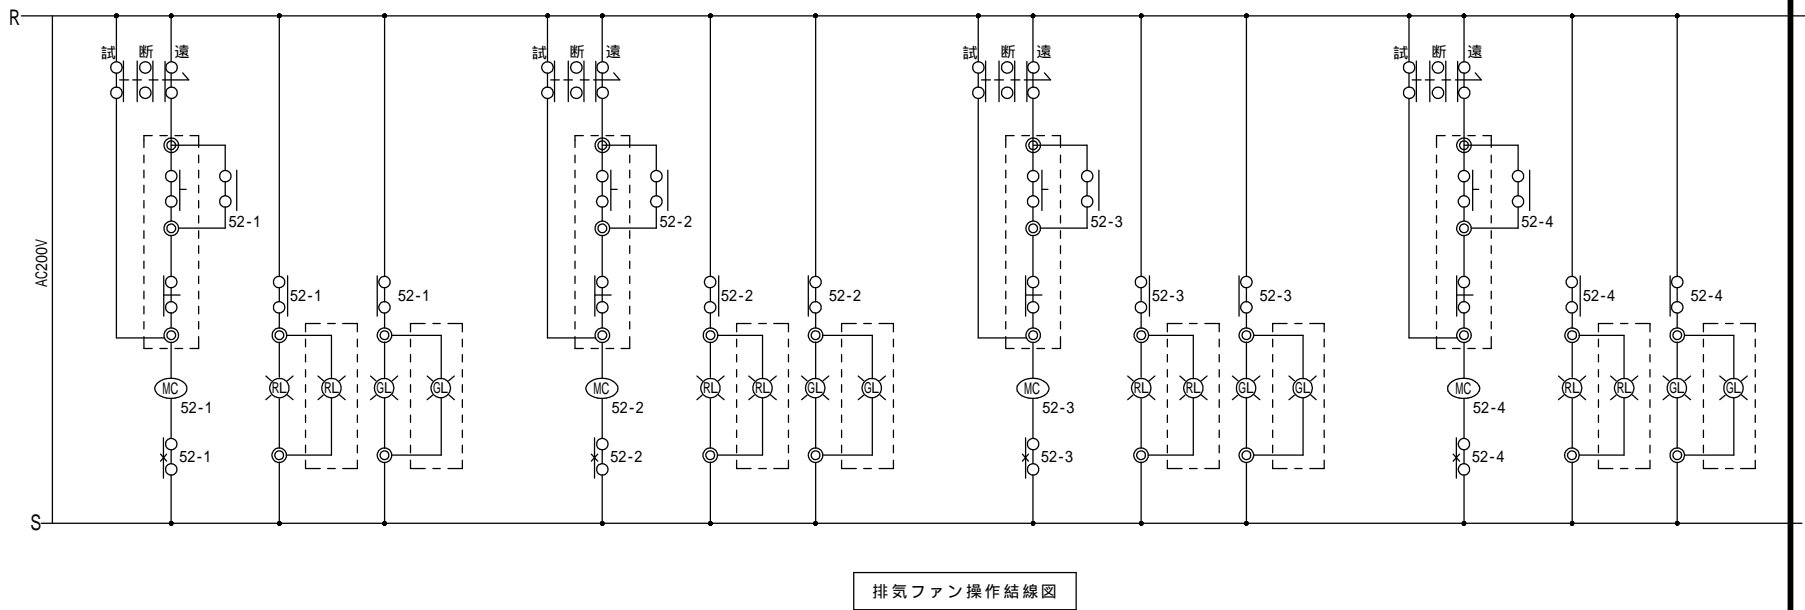 R
試 断 遠 試 断 遠 試 断 遠 試 断 遠
52-1 52-2 52-3 52-4
AC200V
52-1 52-1 52-2 52-2 52-3 52-3 52-4 52-4
MC RL RL GL GL MC RL RL GL GL MC RL RL GL GL MC RL RL GL GL
52-1 52-2 52-3 52-4
52-1 52-2 52-3 52-4
S
排気ファン操作結線図